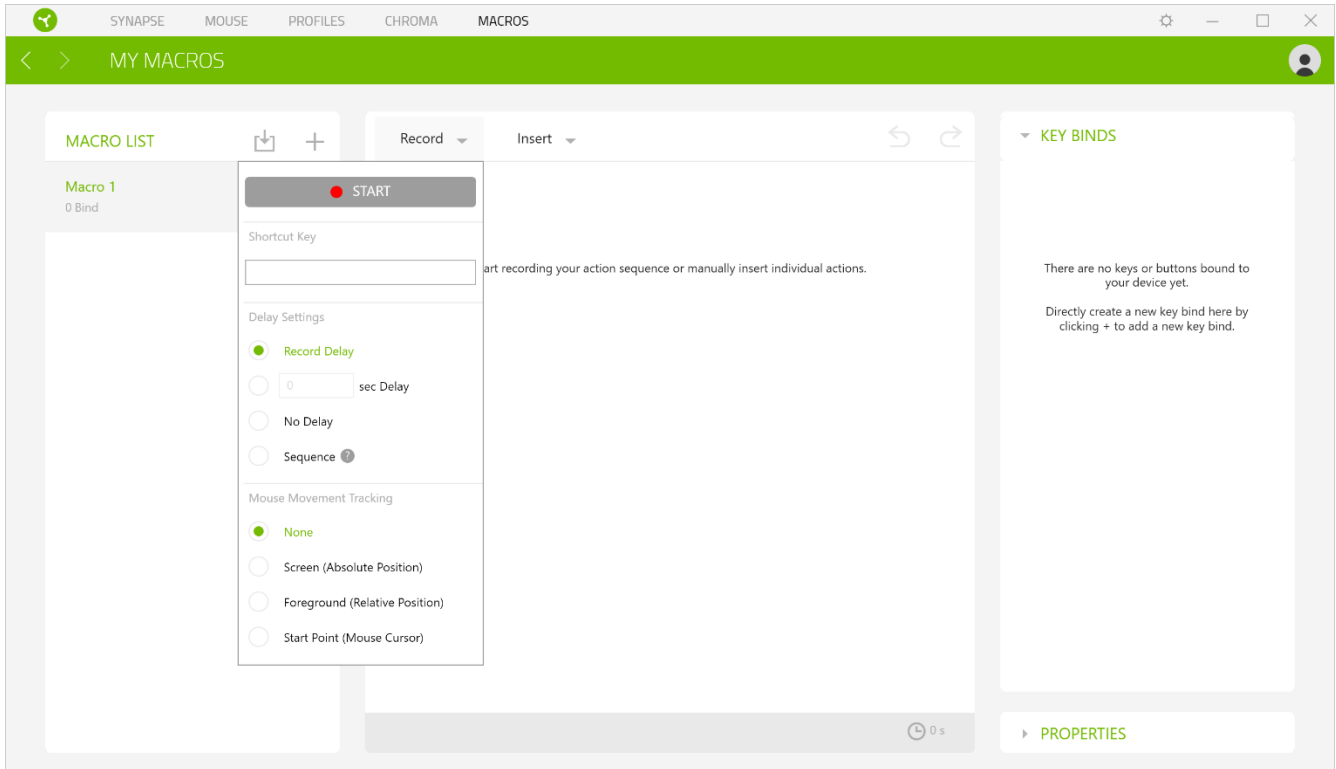 SYNAPSE MOUSE PROFILES CHROMA MACROS
MY MACROS
MACRO LIST
Macro 1
0 Bind
Record Insert
START
Shortcut Key
art recording your action sequence or manually insert individual actions.
Delay Settings
Record Delay
0 sec Delay
No Delay
Sequence ?
Mouse Movement Tracking
None
Screen (Absolute Position)
Foreground (Relative Position)
Start Point (Mouse Cursor)
0 s
KEY BINDS
There are no keys or buttons bound to
your device yet.
Directly create a new key bind here by
clicking + to add a new key bind.
PROPERTIES